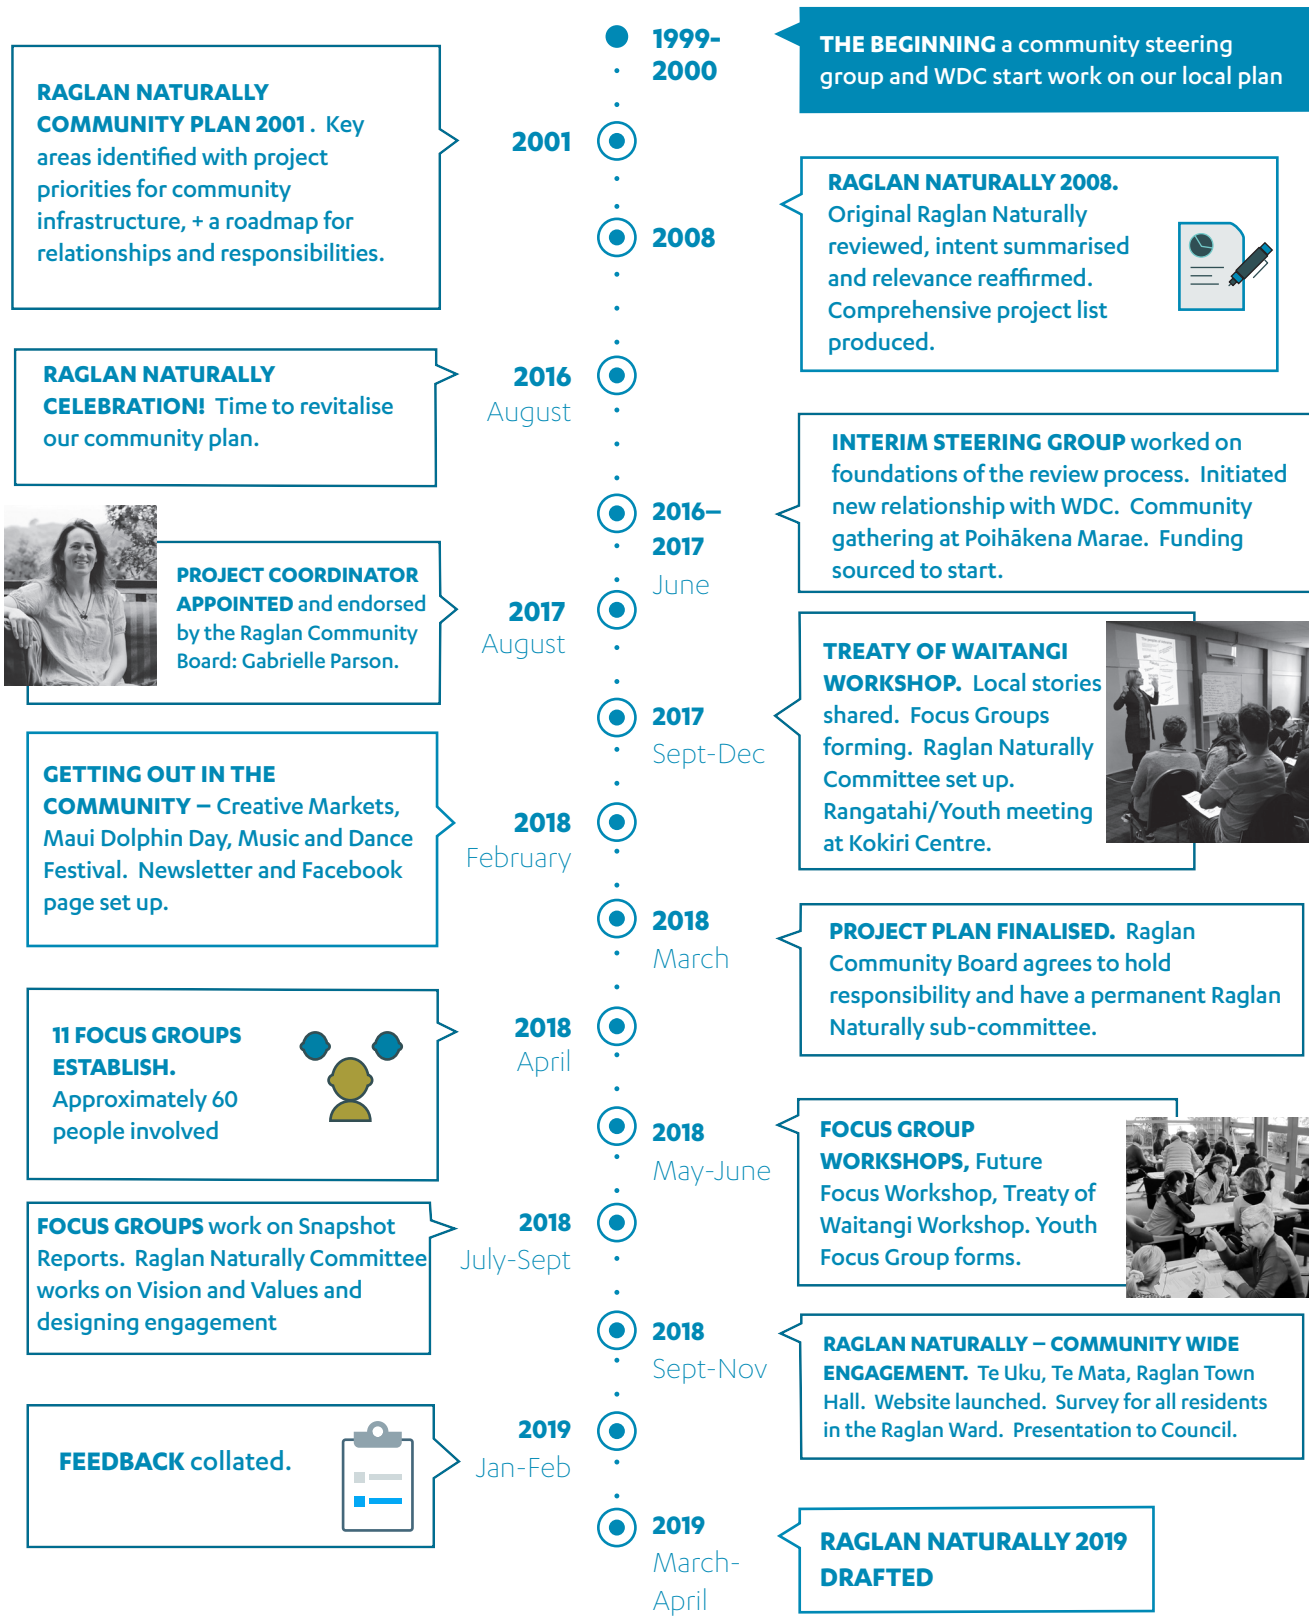 1999-
2000
THE BEGINNING a community steering
group and WDC start work on our local plan
RAGLAN NATURALLY
COMMUNITY PLAN 2001 . Key
areas identified with project
priorities for community
infrastructure, + a roadmap for
relationships and responsibilities.
2001
2008
RAGLAN NATURALLY 2008.
Original Raglan Naturally
reviewed, intent summarised
and relevance reaffirmed.
Comprehensive project list
produced.
RAGLAN NATURALLY
CELEBRATION! Time to revitalise
our community plan.
2016
August
2016–
2017
June
INTERIM STEERING GROUP worked on
foundations of the review process. Initiated
new relationship with WDC. Community
gathering at Poihākena Marae. Funding
sourced to start.
PROJECT COORDINATOR
APPOINTED and endorsed
by the Raglan Community
Board: Gabrielle Parson.
2017
August
2017
Sept-Dec
TREATY OF WAITANGI
WORKSHOP. Local stories
shared. Focus Groups
forming. Raglan Naturally
Committee set up.
Rangatahi/Youth meeting
at Kokiri Centre.
GETTING OUT IN THE
COMMUNITY – Creative Markets,
Maui Dolphin Day, Music and Dance
Festival. Newsletter and Facebook
page set up.
2018
February
2018
March
PROJECT PLAN FINALISED. Raglan
Community Board agrees to hold
responsibility and have a permanent Raglan
Naturally sub-committee.
11 FOCUS GROUPS
ESTABLISH.
Approximately 60
people involved
2018
April
2018
May-June
FOCUS GROUP
WORKSHOPS, Future
Focus Workshop, Treaty of
Waitangi Workshop. Youth
Focus Group forms.
FOCUS GROUPS work on Snapshot
Reports. Raglan Naturally Committee
works on Vision and Values and
designing engagement
2018
July-Sept
2018
Sept-Nov
RAGLAN NATURALLY – COMMUNITY WIDE
ENGAGEMENT. Te Uku, Te Mata, Raglan Town
Hall. Website launched. Survey for all residents
in the Raglan Ward. Presentation to Council.
FEEDBACK collated.
2019
Jan-Feb
2019
March-
April
RAGLAN NATURALLY 2019
DRAFTED